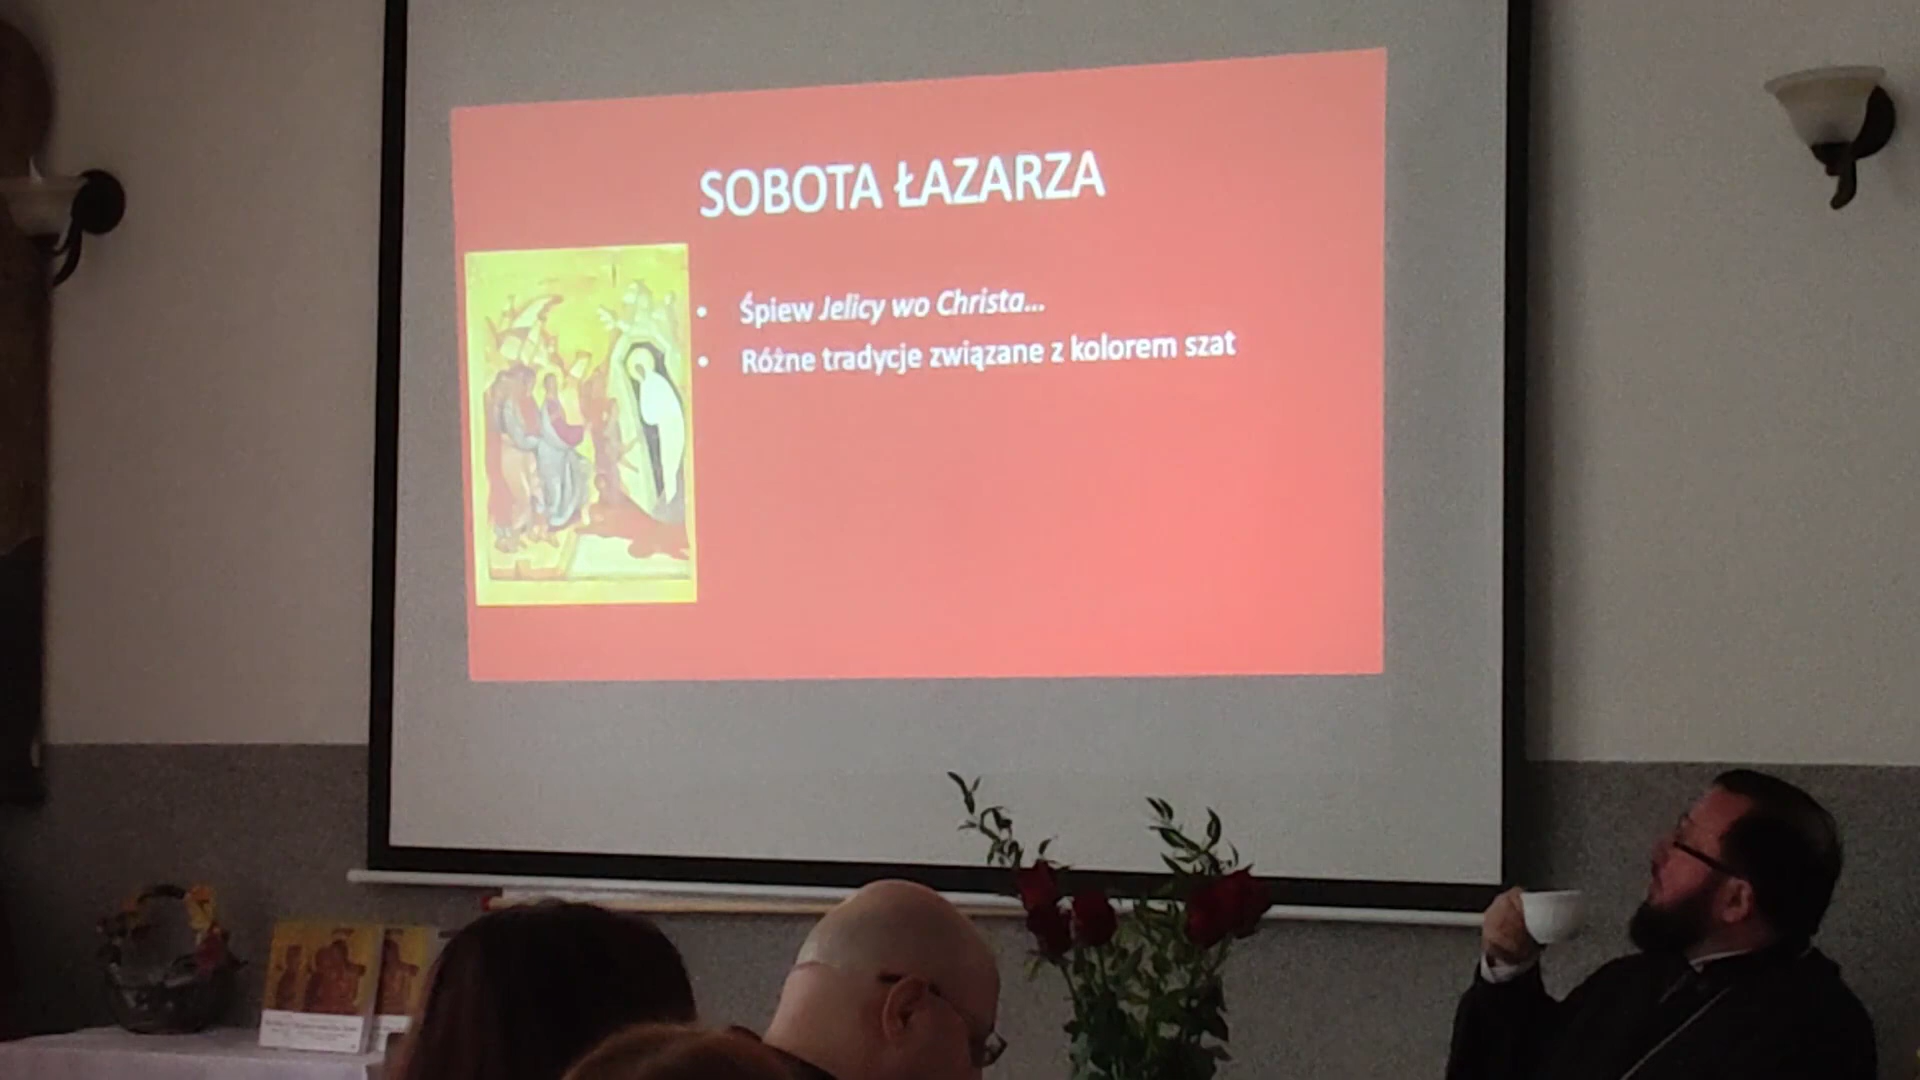 SOBOTA ŁAZARZA
• Śpiew Jelicy wo Christa...
• Różne tradycje związane z kolorem szat